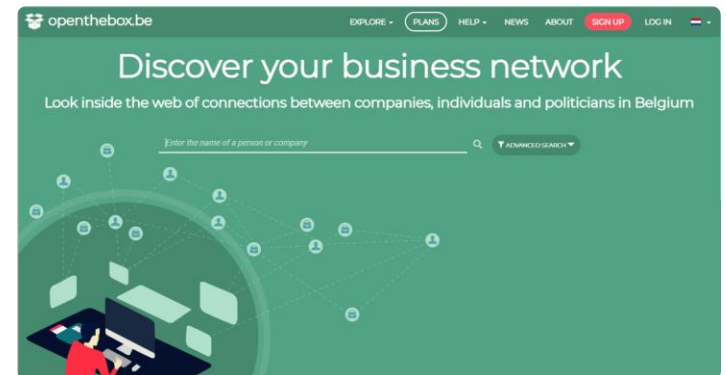 openthebox.be EXPLORE PLANS HELP NEWS ABOUT SIGN UP LOG IN
Discover your business network
Look inside the web of connections between companies, individuals and politicians in Belgium
Enter the name of a person or company ADVANCED SEARCH